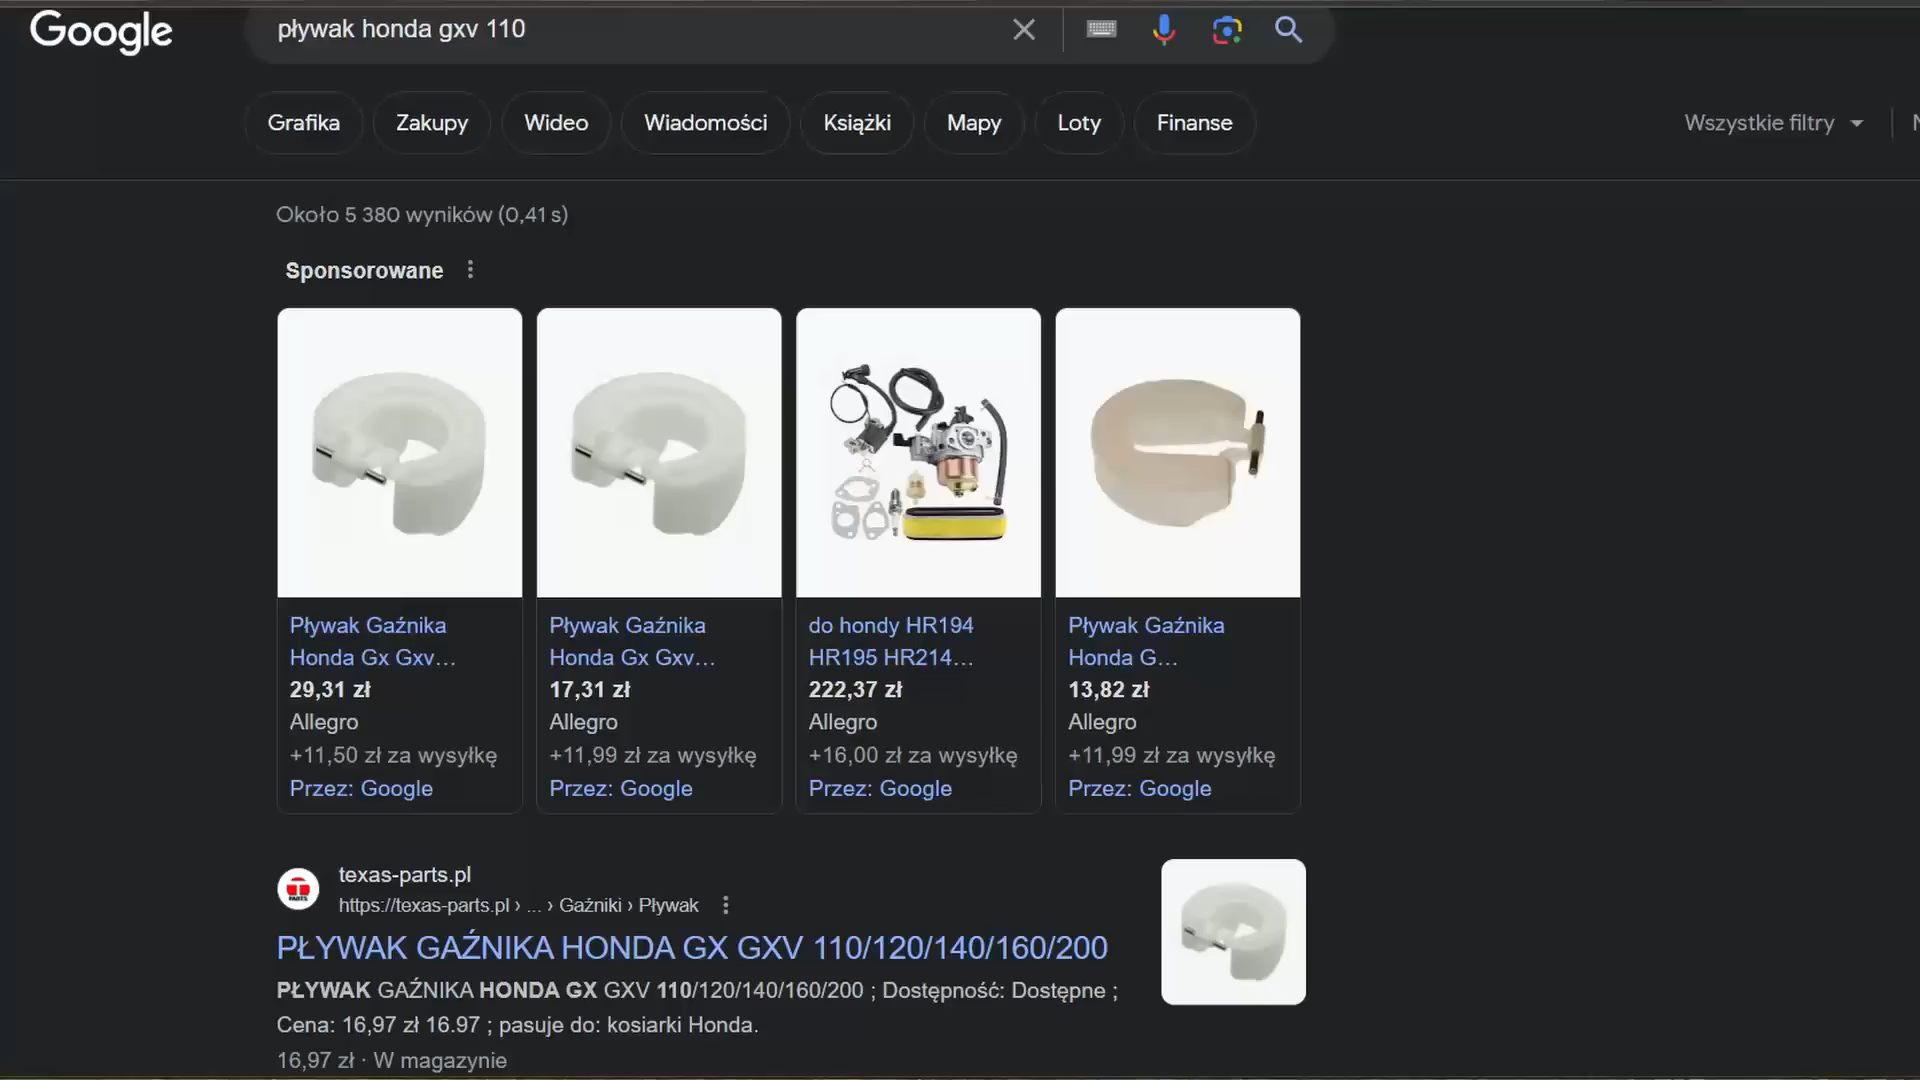 Google
pływak honda gxv 110
Grafika
Zakupy
Wideo
Wiadomości
Książki
Mapy
Loty
Finanse
Wszystkie filtry
Około 5 380 wyników (0,41 s)
Sponsorowane
Pływak Gaźnika
Honda Gx Gxv…
29,31 zł
Allegro
+11,50 zł za wysyłkę
Przez: Google
Pływak Gaźnika
Honda Gx Gxv…
17,31 zł
Allegro
+11,99 zł za wysyłkę
Przez: Google
do hondy HR194
HR195 HR214…
222,37 zł
Allegro
+16,00 zł za wysyłkę
Przez: Google
Pływak Gaźnika
Honda G…
13,82 zł
Allegro
+11,99 zł za wysyłkę
Przez: Google
texas-parts.pl
https://texas-parts.pl › ... › Gaźniki › Pływak
PŁYWAK GAŹNIKA HONDA GX GXV 110/120/140/160/200
PŁYWAK GAŹNIKA HONDA GX GXV 110/120/140/160/200 ; Dostępność: Dostępne ;
Cena: 16,97 zł 16.97 ; pasuje do: kosiarki Honda.
16,97 zł · W magazynie